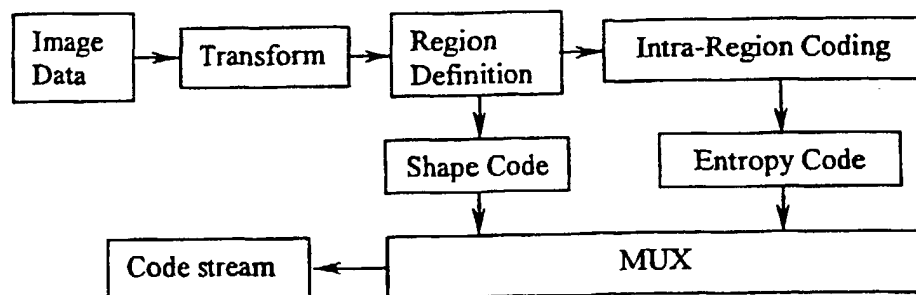 Image
Data
Transform
Region
Definition
Intra-Region Coding
Shape Code
Entropy Code
Code stream
MUX